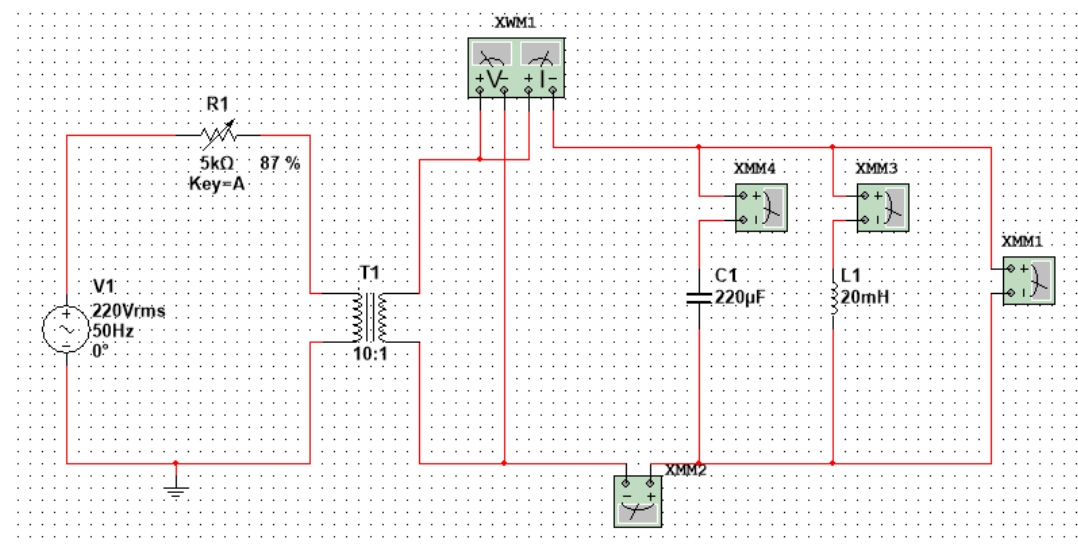 XWM1
+ V - + I -
R1
5kΩ 87 %
Key=A
XMM4
XMM3
XMM1
V1
220Vrms
50Hz
0°
T1
10:1
C1
220µF
L1
20mH
XMM2